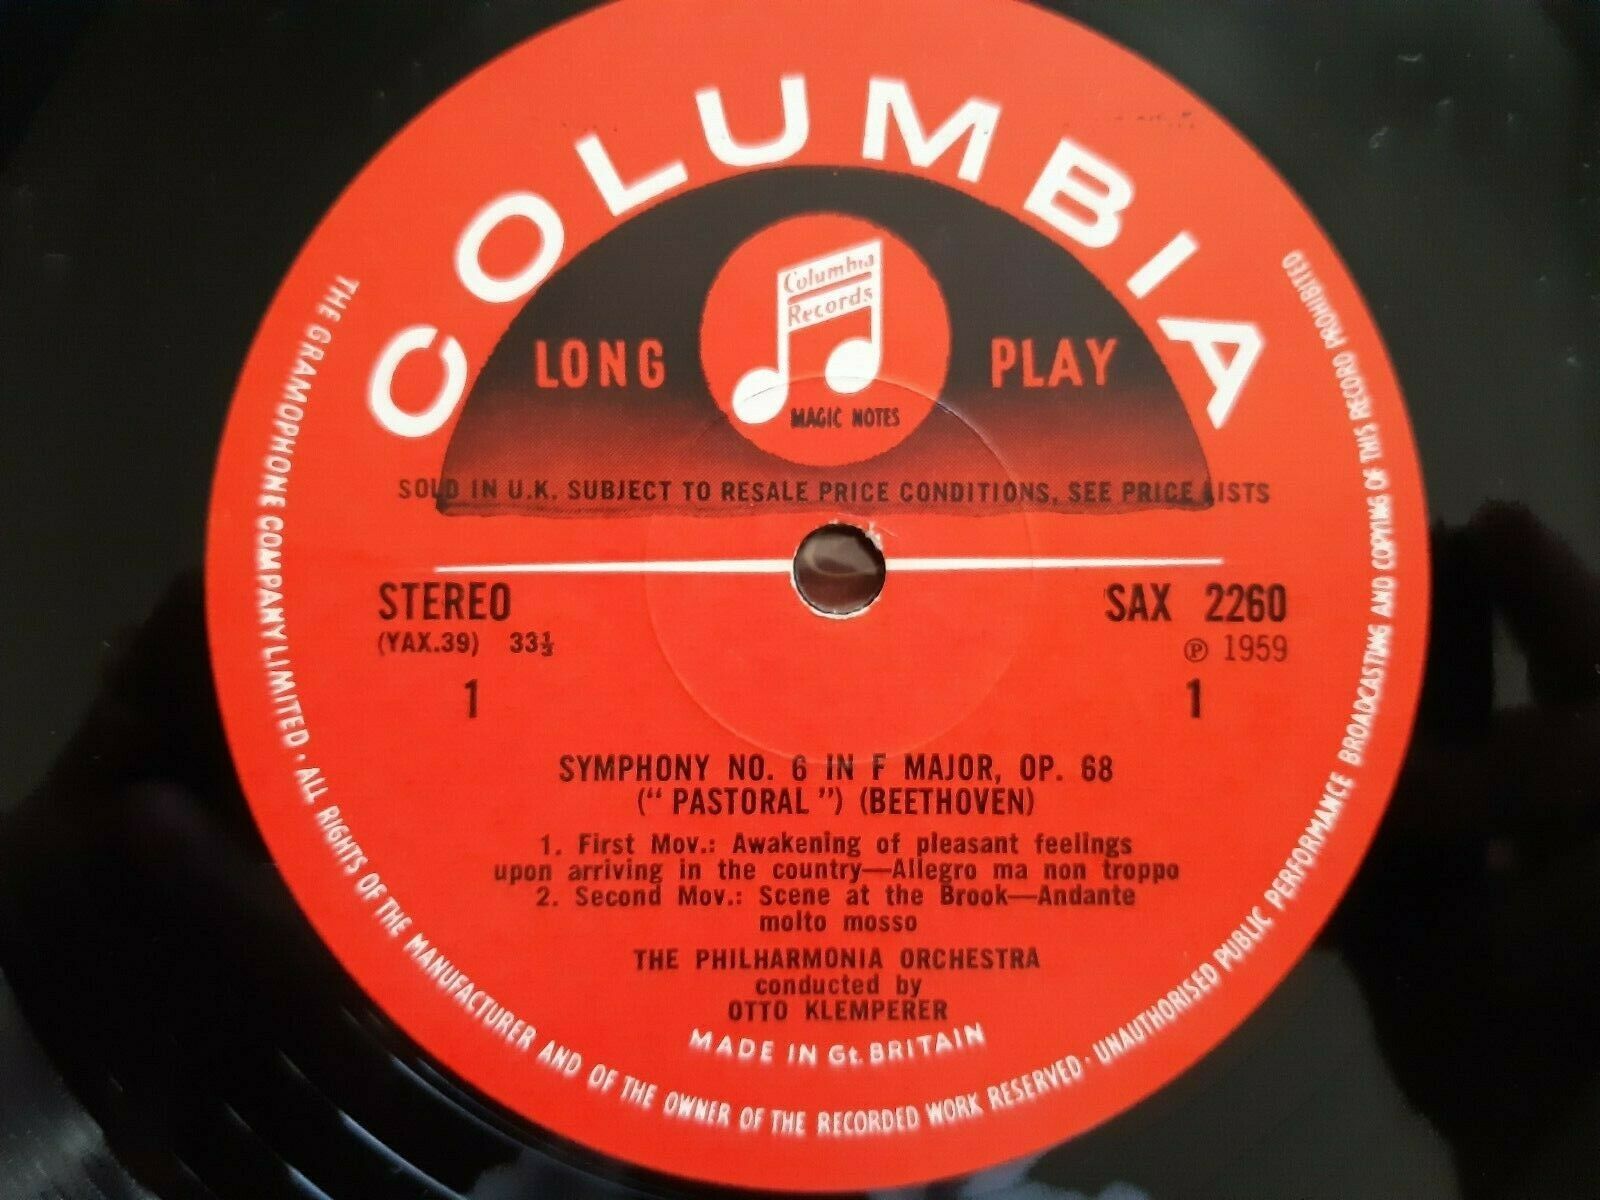 COLUMBIA
Columbia
Records
LONG PLAY
MAGIC NOTES
SOLD IN U.K. SUBJECT TO RESALE PRICE CONDITIONS, SEE PRICE LISTS
STEREO SAX 2260
(YAX.39) 33⅓ ℗ 1959
1 1
SYMPHONY NO. 6 IN F MAJOR, OP. 68
(“ PASTORAL ”) (BEETHOVEN)
1. First Mov.: Awakening of pleasant feelings
upon arriving in the country—Allegro ma non troppo
2. Second Mov.: Scene at the Brook—Andante
molto mosso
THE PHILHARMONIA ORCHESTRA
conducted by
OTTO KLEMPERER
MADE IN Gt. BRITAIN
THE GRAMOPHONE COMPANY LIMITED · ALL RIGHTS OF THE MANUFACTURER AND OF THE OWNER OF THE RECORDED WORK RESERVED · UNAUTHORISED PUBLIC PERFORMANCE BROADCASTING AND COPYING OF THIS RECORD PROHIBITED